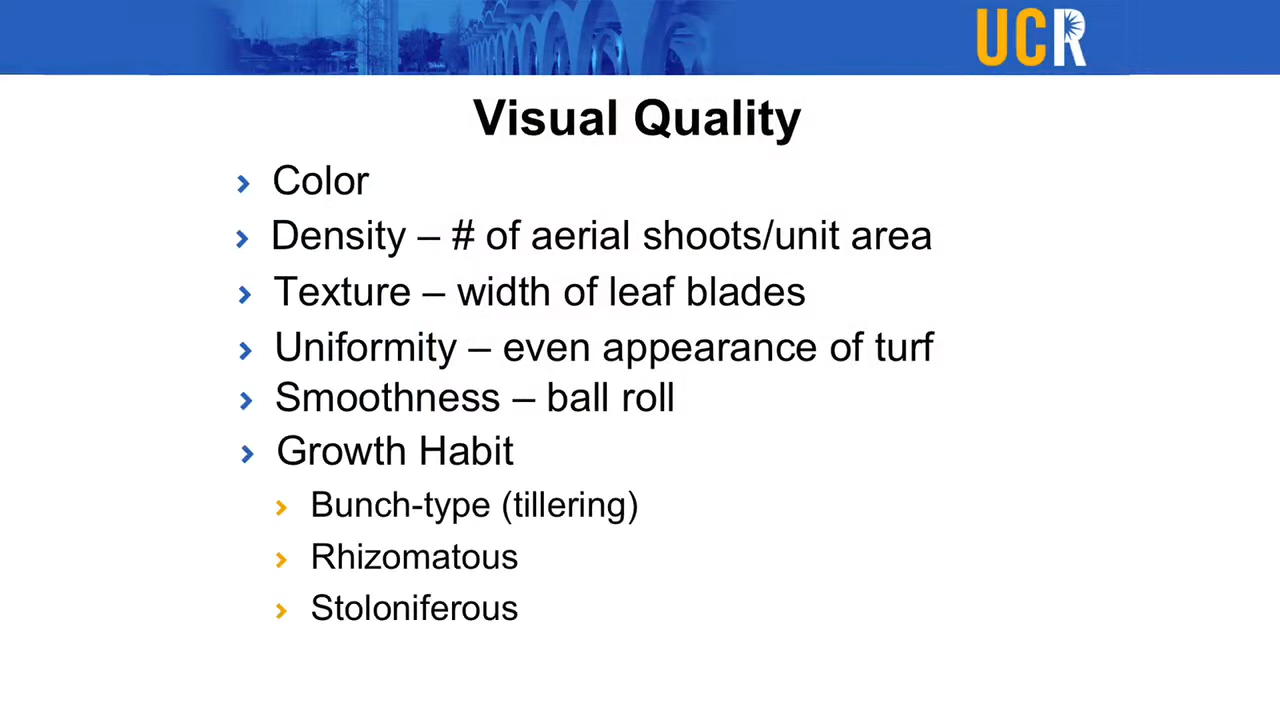 UCR
Visual Quality
Color
Density – # of aerial shoots/unit area
Texture – width of leaf blades
Uniformity – even appearance of turf
Smoothness – ball roll
Growth Habit
Bunch-type (tillering)
Rhizomatous
Stoloniferous